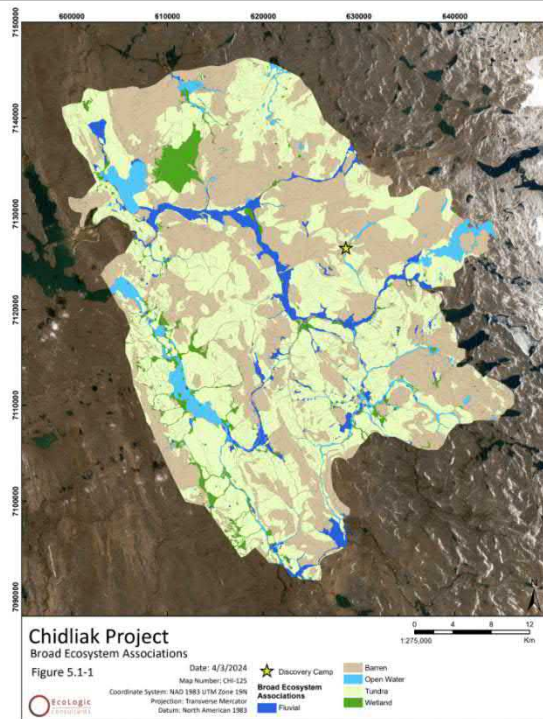 600000 610000 620000 630000 640000
7150000
7140000
7130000
7120000
7110000
7100000
7090000
Chidliak Project
Broad Ecosystem Associations
Figure 5.1-1
Date: 4/3/2024
Map Number: CHI-125
Coordinate System: NAD 1983 UTM Zone 19N
Projection: Transverse Mercator
Datum: North American 1983
EcoLogic
consultants
Discovery Camp
Broad Ecosystem
Associations
Fluvial
Barren
Open Water
Tundra
Wetland
0 4 8 12
1:275,000 Km